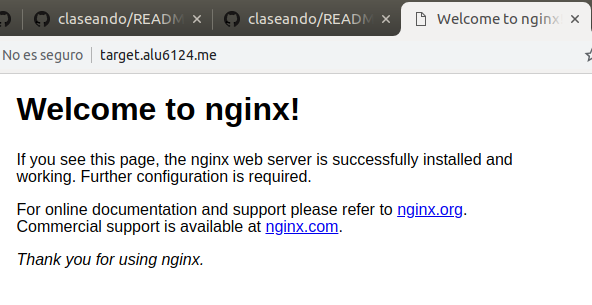 claseando/READM
claseando/READM
Welcome to nginx
No es seguro
target.alu6124.me
Welcome to nginx!
If you see this page, the nginx web server is successfully installed and
working. Further configuration is required.
For online documentation and support please refer to nginx.org.
Commercial support is available at nginx.com.
Thank you for using nginx.